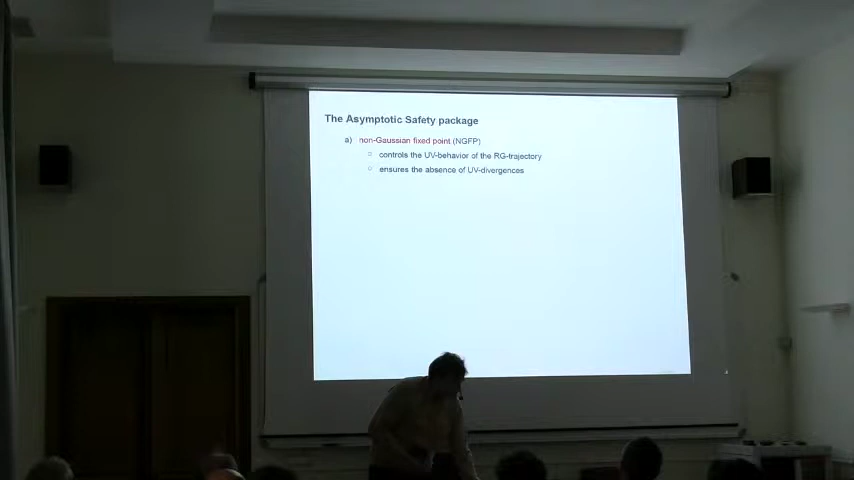 The Asymptotic Safety package
a) non-Gaussian fixed point (NGFP)
○ controls the UV-behavior of the RG-trajectory
○ ensures the absence of UV-divergences